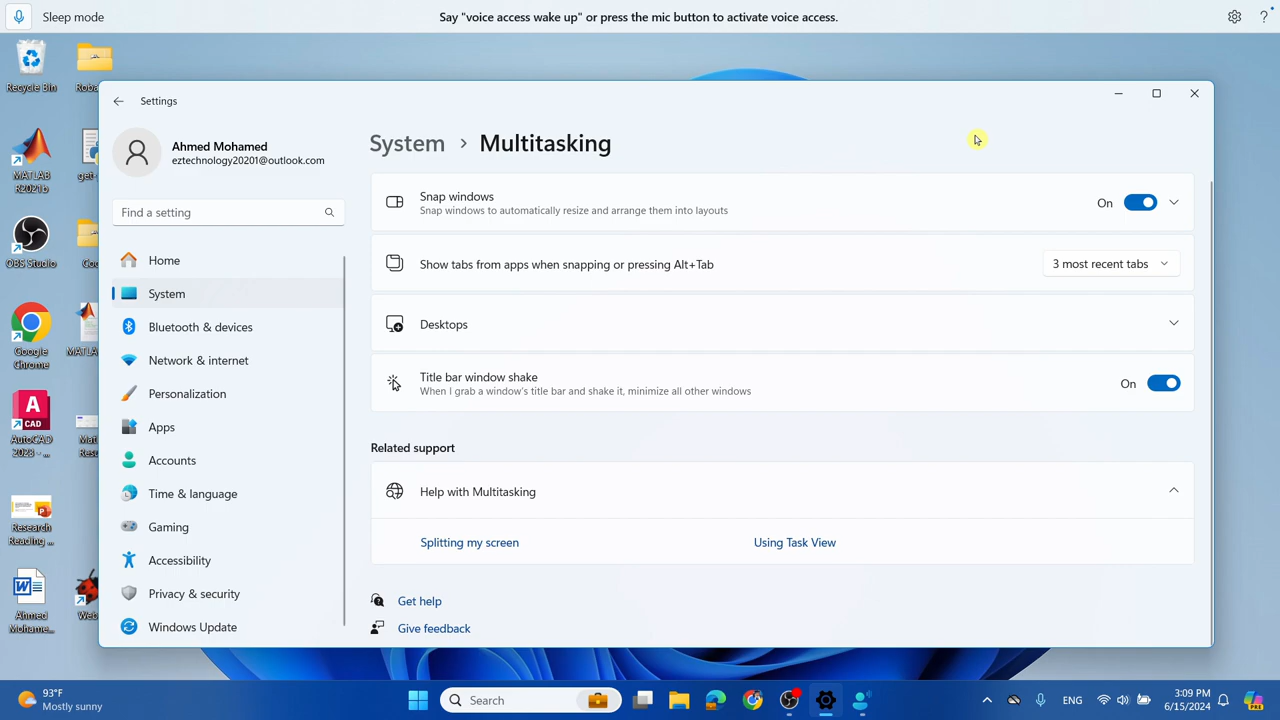 Sleep mode
Say "voice access wake up" or press the mic button to activate voice access.
Recycle Bin
MATLAB
R2021b
OBS Studio
Google
Chrome
AutoCAD
2023 - ...
Research
Reading ...
Ahmed
Mohame...
Settings
Ahmed Mohamed
eztechnology20201@outlook.com
Find a setting
Home
System
Bluetooth & devices
Network & internet
Personalization
Apps
Accounts
Time & language
Gaming
Accessibility
Privacy & security
Windows Update
System > Multitasking
Snap windows
Snap windows to automatically resize and arrange them into layouts
On
Show tabs from apps when snapping or pressing Alt+Tab
3 most recent tabs
Desktops
Title bar window shake
When I grab a window's title bar and shake it, minimize all other windows
On
Related support
Help with Multitasking
Splitting my screen
Using Task View
Get help
Give feedback
93°F
Mostly sunny
Search
ENG
3:09 PM
6/15/2024